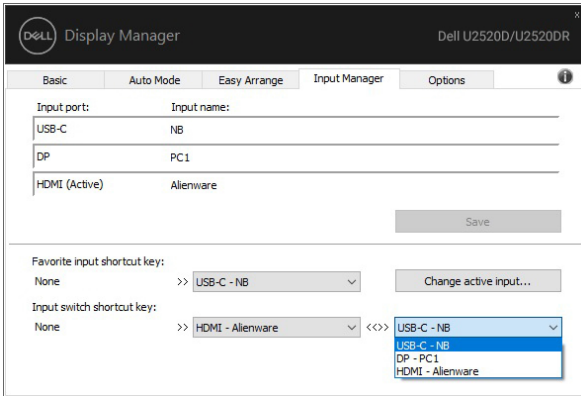 DELL Display Manager Dell U2520D/U2520DR
x
Basic Auto Mode Easy Arrange Input Manager Options i
Input port: Input name:
USB-C NB
DP PC1
HDMI (Active) Alienware
Save
Favorite input shortcut key:
None >> USB-C - NB Change active input...
Input switch shortcut key:
None >> HDMI - Alienware <<>> USB-C - NB
USB-C - NB
DP - PC1
HDMI - Alienware